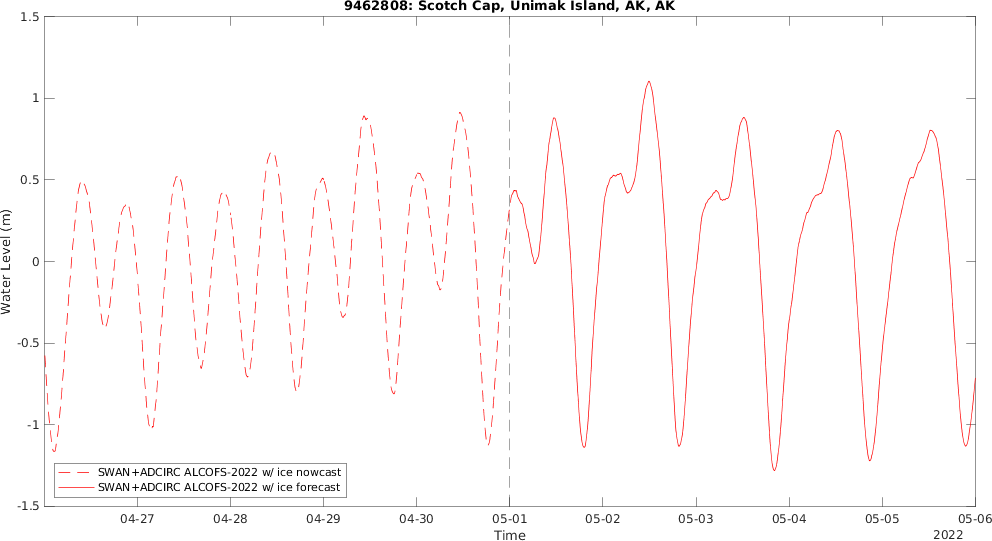 9462808: Scotch Cap, Unimak Island, AK, AK
1.5
1
0.5
0
-0.5
-1
-1.5
Water Level (m)
SWAN+ADCIRC ALCOFS-2022 w/ ice nowcast
SWAN+ADCIRC ALCOFS-2022 w/ ice forecast
04-27 04-28 04-29 04-30 05-01 05-02 05-03 05-04 05-05 05-06
Time
2022